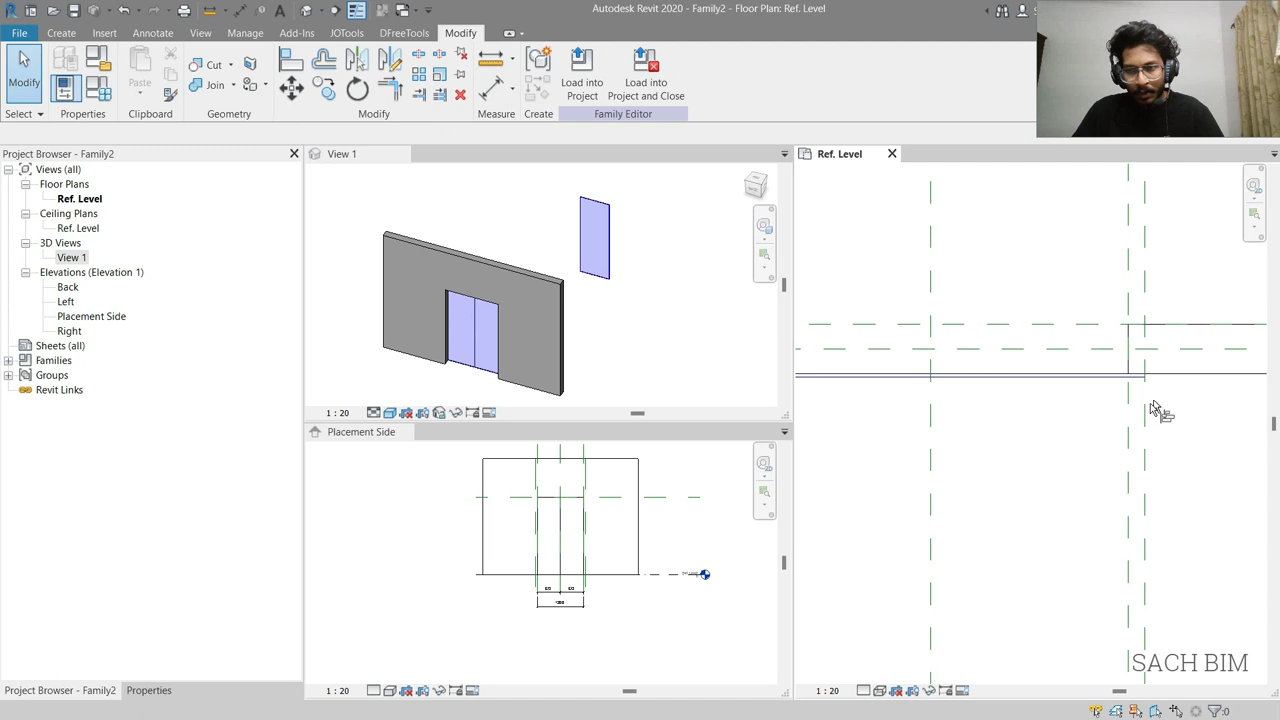 Autodesk Revit 2020 - Family2 - Floor Plan: Ref. Level
File Create Insert Annotate View Manage Add-Ins JOTools DFreeTools Modify
Modify
Paste
Cut
Join
Load into
Project
Load into
Project and Close
Select Properties Clipboard Geometry Modify Measure Create Family Editor
Project Browser - Family2
Views (all)
Floor Plans
Ref. Level
Ceiling Plans
Ref. Level
3D Views
View 1
Elevations (Elevation 1)
Back
Left
Placement Side
Right
Sheets (all)
Families
Groups
Revit Links
View 1
1 : 20
Placement Side
1 : 20
Ref. Level
SACH BIM
1 : 20
Project Browser - Family2 Properties
:0